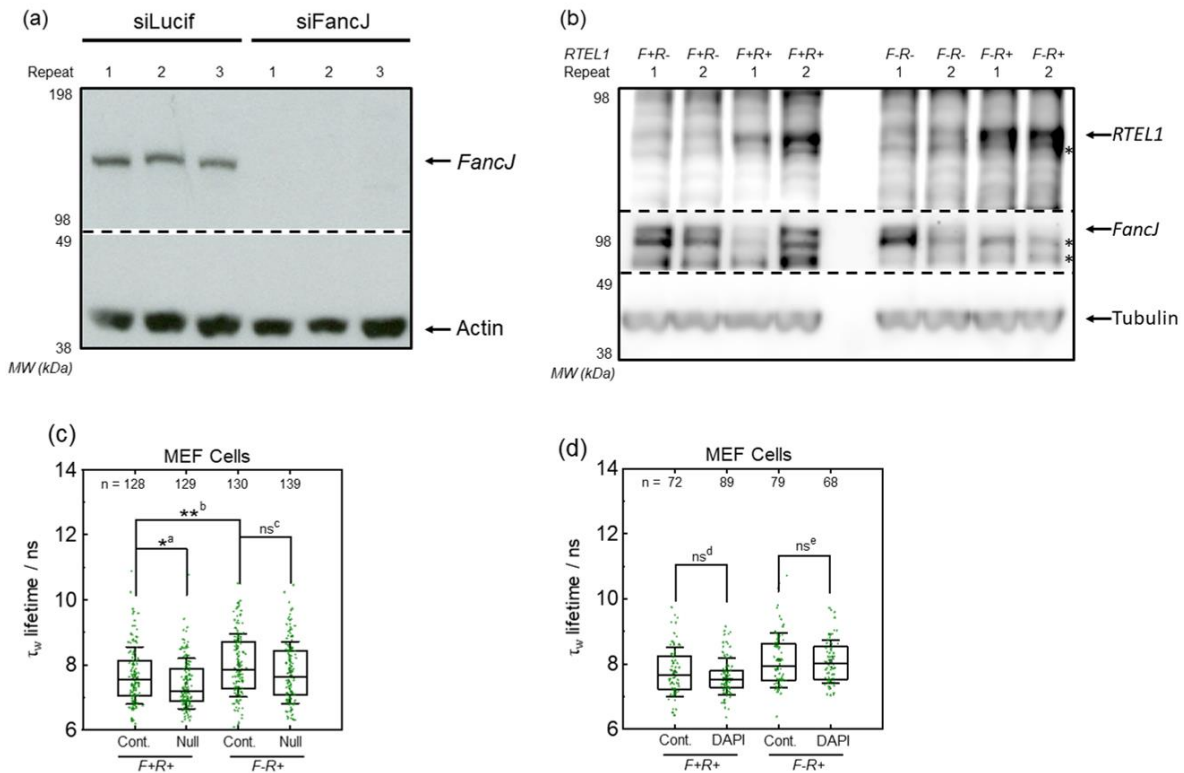 (a)
siLucif siFancJ
Repeat 1 2 3 1 2 3
198
FancJ
98
49
Actin
38
MW (kDa)
(b)
RTEL1 F+R- F+R- F+R+ F+R+ F-R- F-R- F-R+ F-R+
Repeat 1 2 1 2 1 2 1 2
98
RTEL1
*
FancJ
98
*
*
49
Tubulin
38
MW (kDa)
(c)
MEF Cells
14
n = 128 129 130 139
12
**b
nsc
*a
10
8
6
τw lifetime / ns
Cont. Null Cont. Null
F+R+ F-R+
(d)
MEF Cells
14
n = 72 89 79 68
12
nsd
nse
10
8
6
τw lifetime / ns
Cont. DAPI Cont. DAPI
F+R+ F-R+